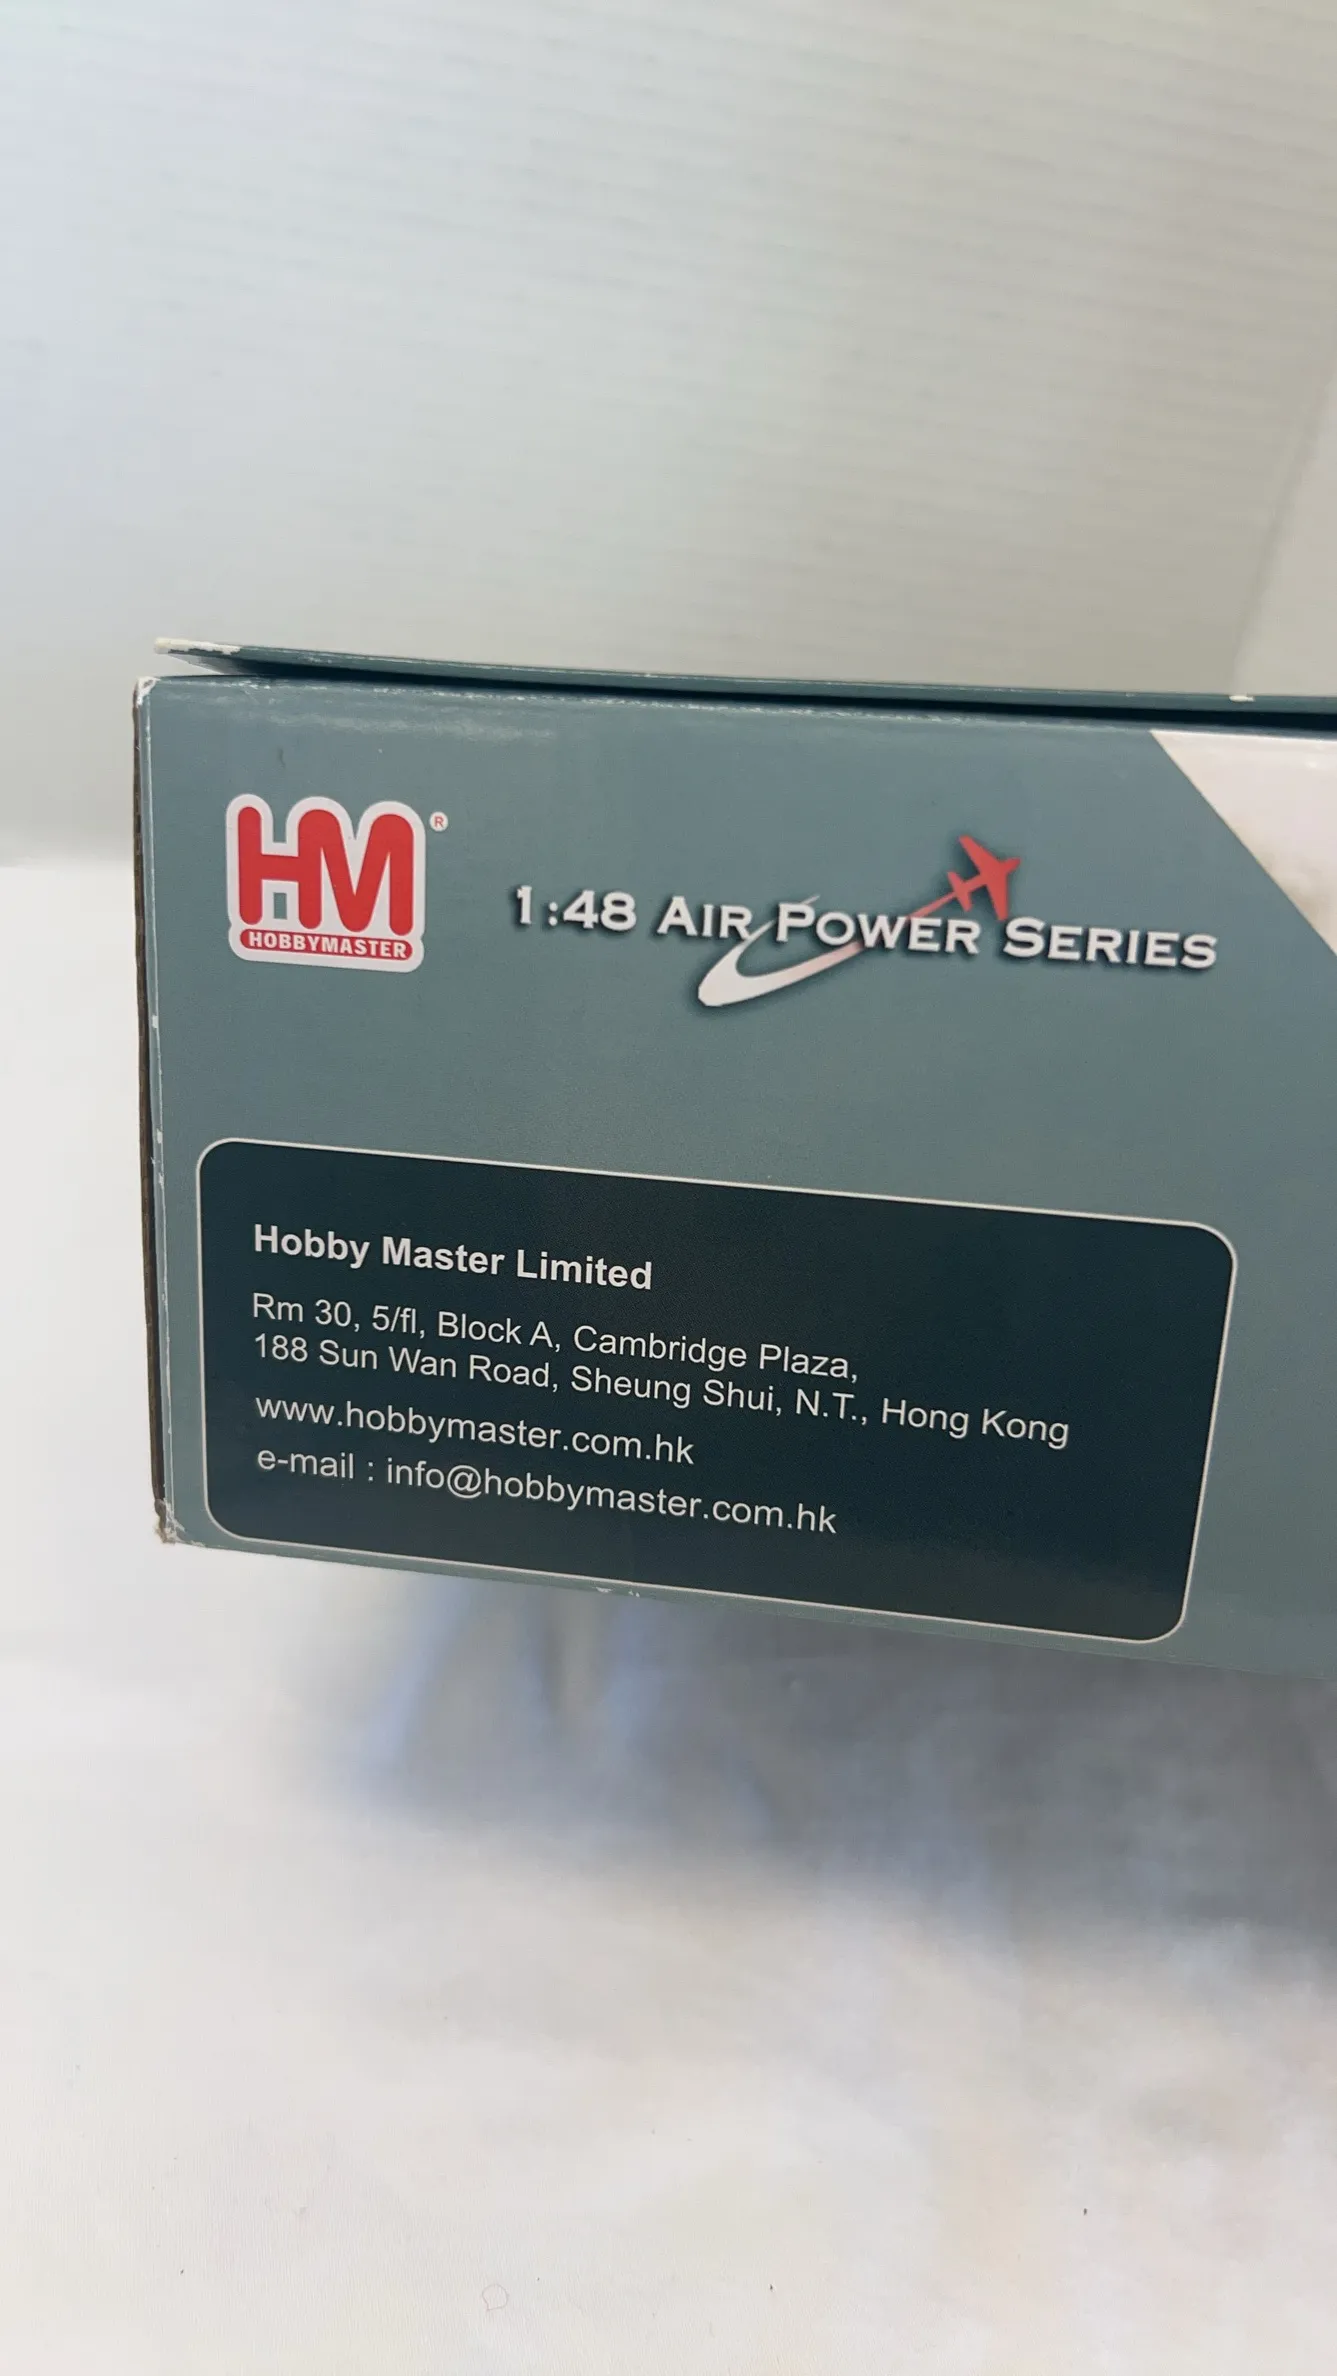 HM®
HOBBYMASTER
1:48 AIR POWER SERIES
Hobby Master Limited
Rm 30, 5/fl, Block A, Cambridge Plaza,
188 Sun Wan Road, Sheung Shui, N.T., Hong Kong
www.hobbymaster.com.hk
e-mail : info@hobbymaster.com.hk